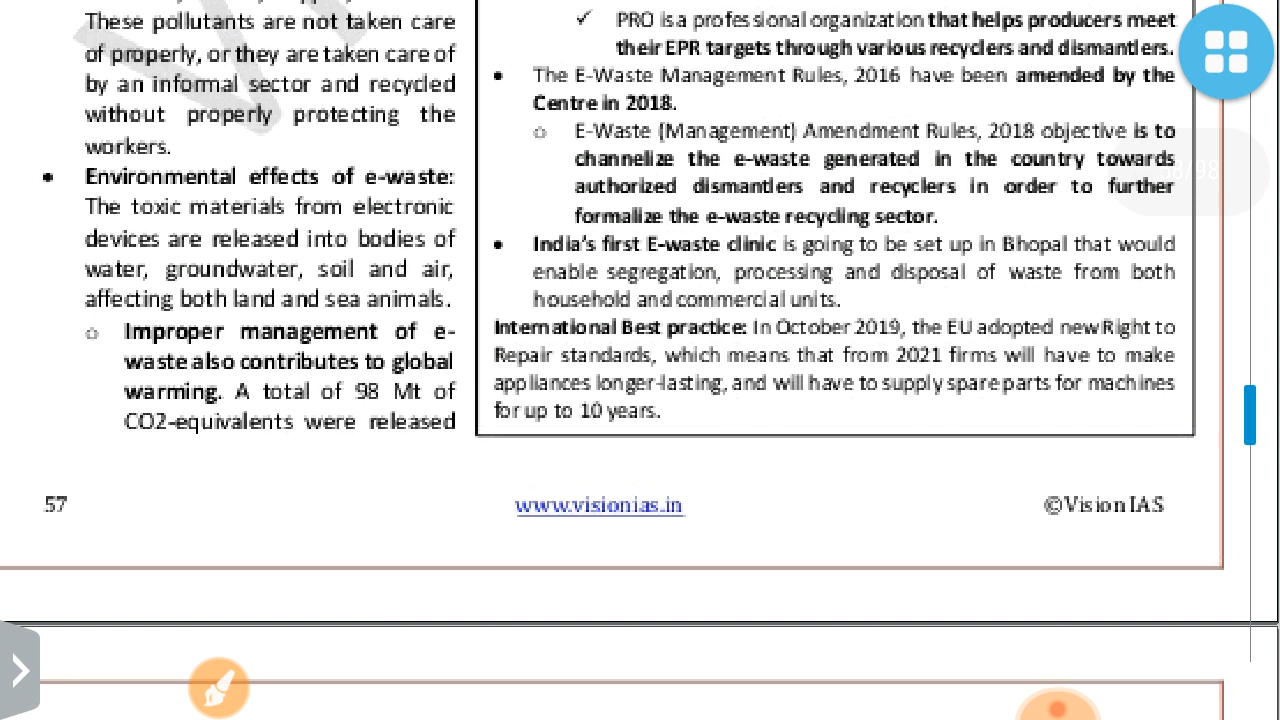 These pollutants are not taken care
of properly, or they are taken care of
by an informal sector and recycled
without properly protecting the
workers.
• Environmental effects of e-waste:
The toxic materials from electronic
devices are released into bodies of
water, groundwater, soil and air,
affecting both land and sea animals.
o Improper management of e-
waste also contributes to global
warming. A total of 98 Mt of
CO2-equivalents were released
✓ PRO is a professional organization that helps producers meet
their EPR targets through various recyclers and dismantlers.
• The E-Waste Management Rules, 2016 have been amended by the
Centre in 2018.
o E-Waste (Management) Amendment Rules, 2018 objective is to
channelize the e-waste generated in the country towards
authorized dismantlers and recyclers in order to further
formalize the e-waste recycling sector.
• India's first E-waste clinic is going to be set up in Bhopal that would
enable segregation, processing and disposal of waste from both
household and commercial units.
International Best practice: In October 2019, the EU adopted new Right to
Repair standards, which means that from 2021 firms will have to make
appliances longer-lasting, and will have to supply spare parts for machines
for up to 10 years.
58/98
57
www.visionias.in
©Vision IAS